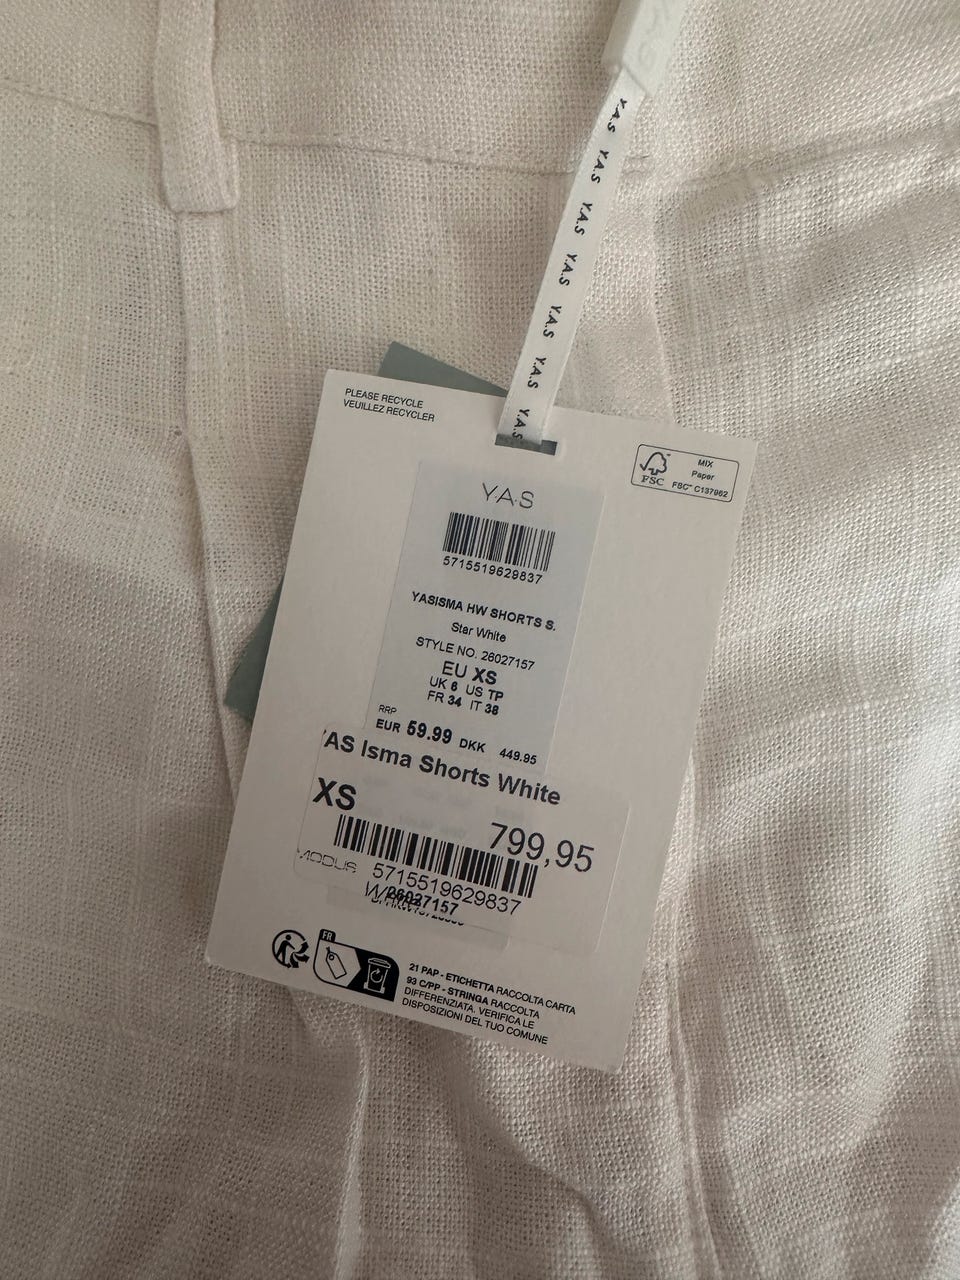 Y.A.S Y.A.S Y.A.S Y.A.S Y.A.S Y.A.S Y.A.S
PLEASE RECYCLE
VEUILLEZ RECYCLER
FSC
MIX
Paper
FSC™ C137962
Y.A.S
5715519629837
YASISMA HW SHORTS S.
Star White
STYLE NO. 26027157
EU XS
UK 6 US TP
FR 34 IT 38
RRP
EUR 59.99 DKK 449.95
YAS Isma Shorts White
XS
799,95
MODUS
5715519629837
26027157
FR
21 PAP - ETICHETTA RACCOLTA CARTA
93 C/PP - STRINGA RACCOLTA
DIFFERENZIATA. VERIFICA LE
DISPOSIZIONI DEL TUO COMUNE